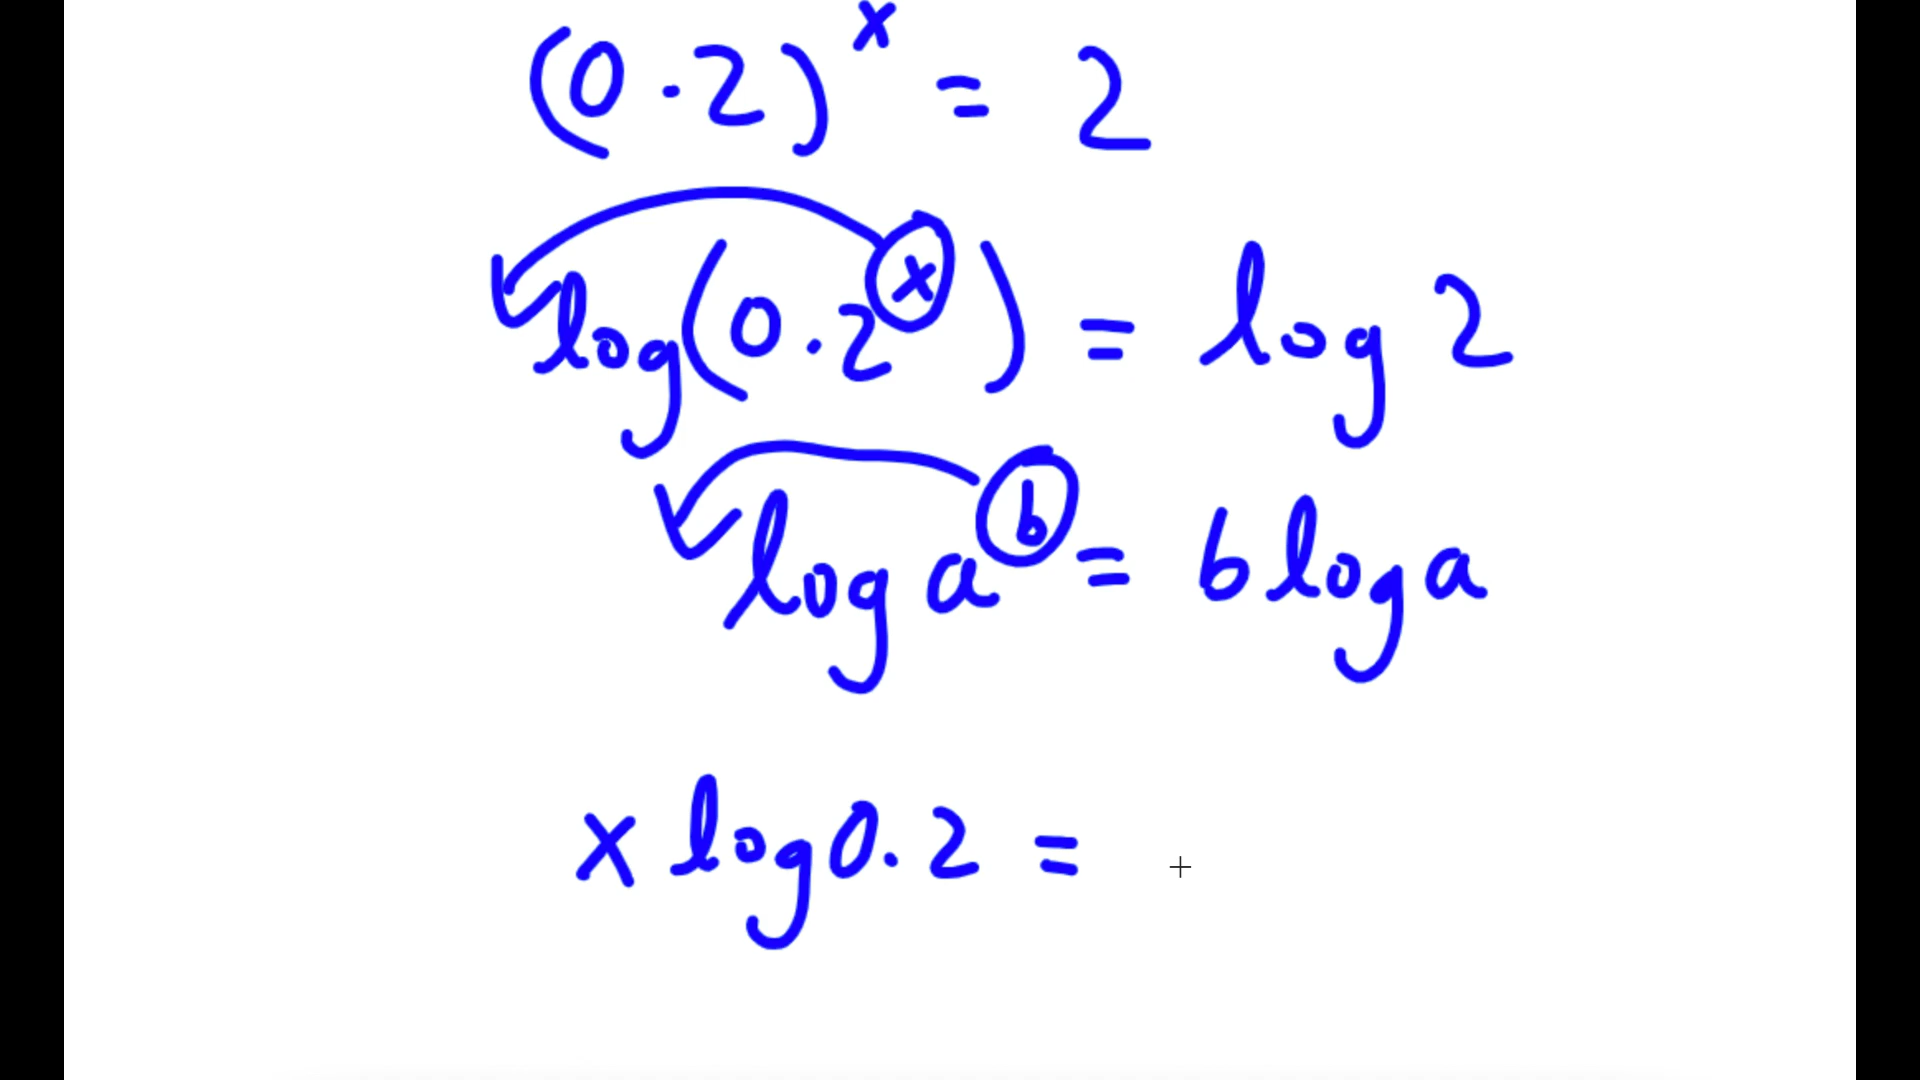 (0.2)^x = 2
log(0.2^x) = log 2
log a^b = b log a
x log 0.2 =